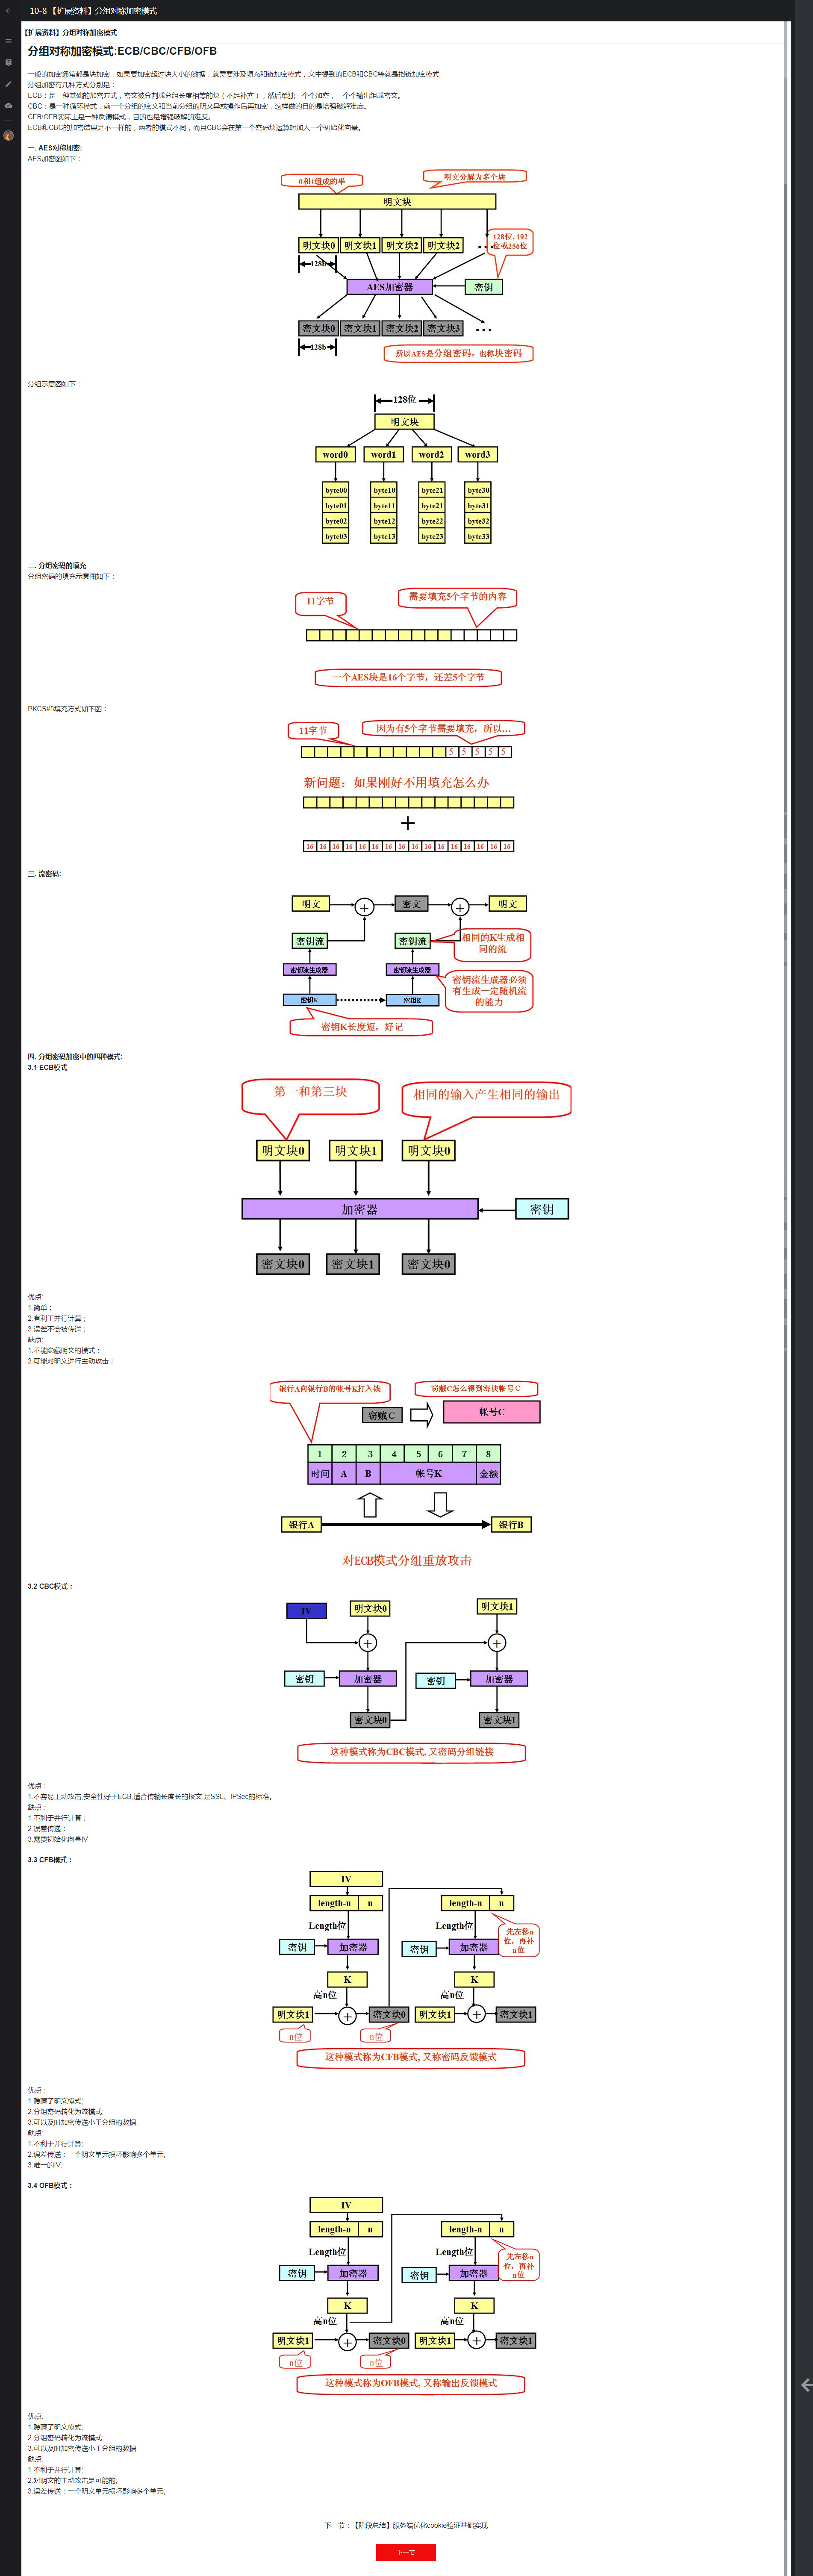 10-8 【扩展资料】分组对称加密模式
【扩展资料】分组对称加密模式
分组对称加密模式:ECB/CBC/CFB/OFB
一般的加密通常都是块加密，如果要加密超过块大小的数据，就需要涉及填充和链加密模式，文中提到的ECB和CBC等就是指链加密模式
分组加密有几种方式分别是：
ECB：是一种基础的加密方式，密文被分割成分组长度相等的块（不足补齐），然后单独一个个加密，一个个输出组成密文。
CBC：是一种循环模式，前一个分组的密文和当前分组的明文异或操作后再加密，这样做的目的是增强破解难度。
CFB/OFB实际上是一种反馈模式，目的也是增强破解的难度。
ECB和CBC的加密结果是不一样的，两者的模式不同，而且CBC会在第一个密码块运算时加入一个初始化向量。
一. AES对称加密:
AES加密图如下：
0和1组成的串
明文分解为多个块
明文块
明文块0 明文块1 明文块2 明文块2 ...
128位, 192
位或256位
128b
AES加密器
密钥
密文块0 密文块1 密文块2 密文块3 ...
128b
所以AES是分组密码，也称块密码
分组示意图如下：
128位
明文块
word0 word1 word2 word3
byte00 byte10 byte21 byte30
byte01 byte11 byte21 byte31
byte02 byte12 byte22 byte32
byte03 byte13 byte23 byte33
二. 分组密码的填充
分组密码的填充示意图如下：
11字节
需要填充5个字节的内容
一个AES块是16个字节，还差5个字节
PKCS#5填充方式如下图：
11字节
因为有5个字节需要填充，所以...
5 5 5 5 5
新问题：如果刚好不用填充怎么办
+
16 16 16 16 16 16 16 16 16 16 16 16 16 16 16 16
三. 流密码:
明文 + 密文 + 明文
密钥流 密钥流
相同的K生成相
同的流
密钥流生成器 密钥流生成器
密钥流生成器必须
有生成一定随机流
的能力
密钥K 密钥K
密钥K长度短，好记
四. 分组密码加密中的四种模式:
3.1 ECB模式
第一和第三块
相同的输入产生相同的输出
明文块0 明文块1 明文块0
加密器 密钥
密文块0 密文块1 密文块0
优点:
1.简单；
2.有利于并行计算；
3.误差不会被传送；
缺点:
1.不能隐藏明文的模式；
2.可能对明文进行主动攻击；
银行A向银行B的帐号K打入钱
窃贼C怎么得到密块帐号C
窃贼C
帐号C
1 2 3 4 5 6 7 8
时间 A B 帐号K 金额
银行A 银行B
对ECB模式分组重放攻击
3.2 CBC模式：
IV 明文块0 明文块1
+ +
密钥 加密器 密钥 加密器
密文块0 密文块1
这种模式称为CBC模式, 又密码分组链接
优点：
1.不容易主动攻击,安全性好于ECB,适合传输长度长的报文,是SSL、IPSec的标准。
缺点：
1.不利于并行计算；
2.误差传递；
3.需要初始化向量IV
3.3 CFB模式：
IV
length-n n length-n n
Length位 Length位
先左移n
位，再补
n位
密钥 加密器 密钥 加密器
K K
高n位 高n位
明文块1 + 密文块0 明文块1 + 密文块1
n位 n位
这种模式称为CFB模式, 又称密码反馈模式
优点：
1.隐藏了明文模式;
2.分组密码转化为流模式;
3.可以及时加密传送小于分组的数据;
缺点:
1.不利于并行计算;
2.误差传送：一个明文单元损坏影响多个单元;
3.唯一的IV;
3.4 OFB模式：
IV
length-n n length-n n
Length位 Length位
先左移n
位，再补
n位
密钥 加密器 密钥 加密器
K K
高n位 高n位
明文块1 + 密文块0 明文块1 + 密文块1
n位 n位
这种模式称为OFB模式, 又称输出反馈模式
优点:
1.隐藏了明文模式;
2.分组密码转化为流模式;
3.可以及时加密传送小于分组的数据;
缺点:
1.不利于并行计算;
2.对明文的主动攻击是可能的;
3.误差传送：一个明文单元损坏影响多个单元;
下一节：【阶段总结】服务端优化cookie验证基础实现
下一节